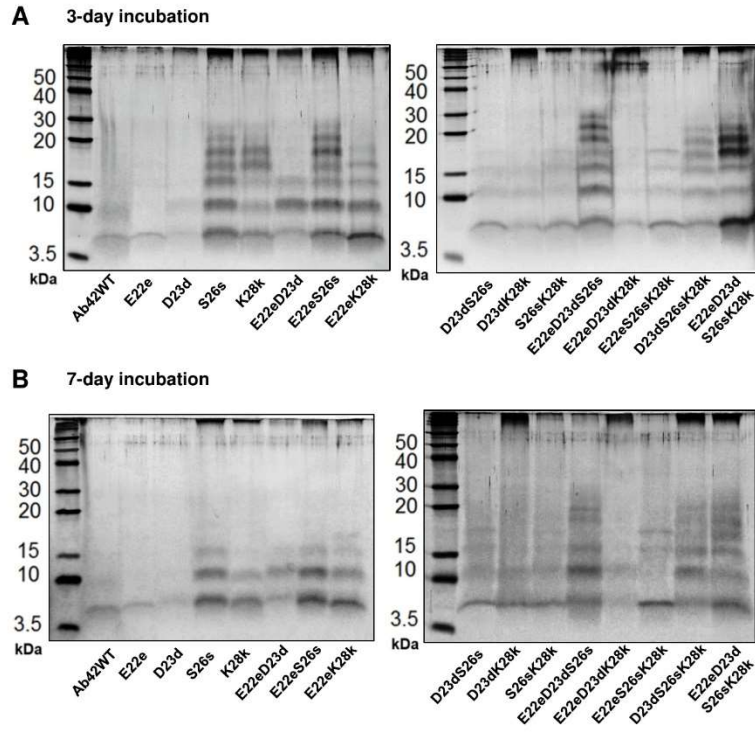 A 3-day incubation
50
40
30
20
15
10
3.5
kDa
Ab42WT E22e D23d S26s K28k E22eD23d E22eS26s E22eK28k
50
40
30
20
15
10
3.5
kDa
D23dS26s D23dK28k S26sK28k E22eD23dS26s E22eD23dK28k E22eS26sK28k D23dS26sK28k E22eD23d
S26sK28k
B 7-day incubation
50
40
30
20
15
10
3.5
kDa
Ab42WT E22e D23d S26s K28k E22eD23d E22eS26s E22eK28k
50
40
30
20
15
10
3.5
kDa
D23dS26s D23dK28k S26sK28k E22eD23dS26s E22eD23dK28k E22eS26sK28k D23dS26sK28k E22eD23d
S26sK28k